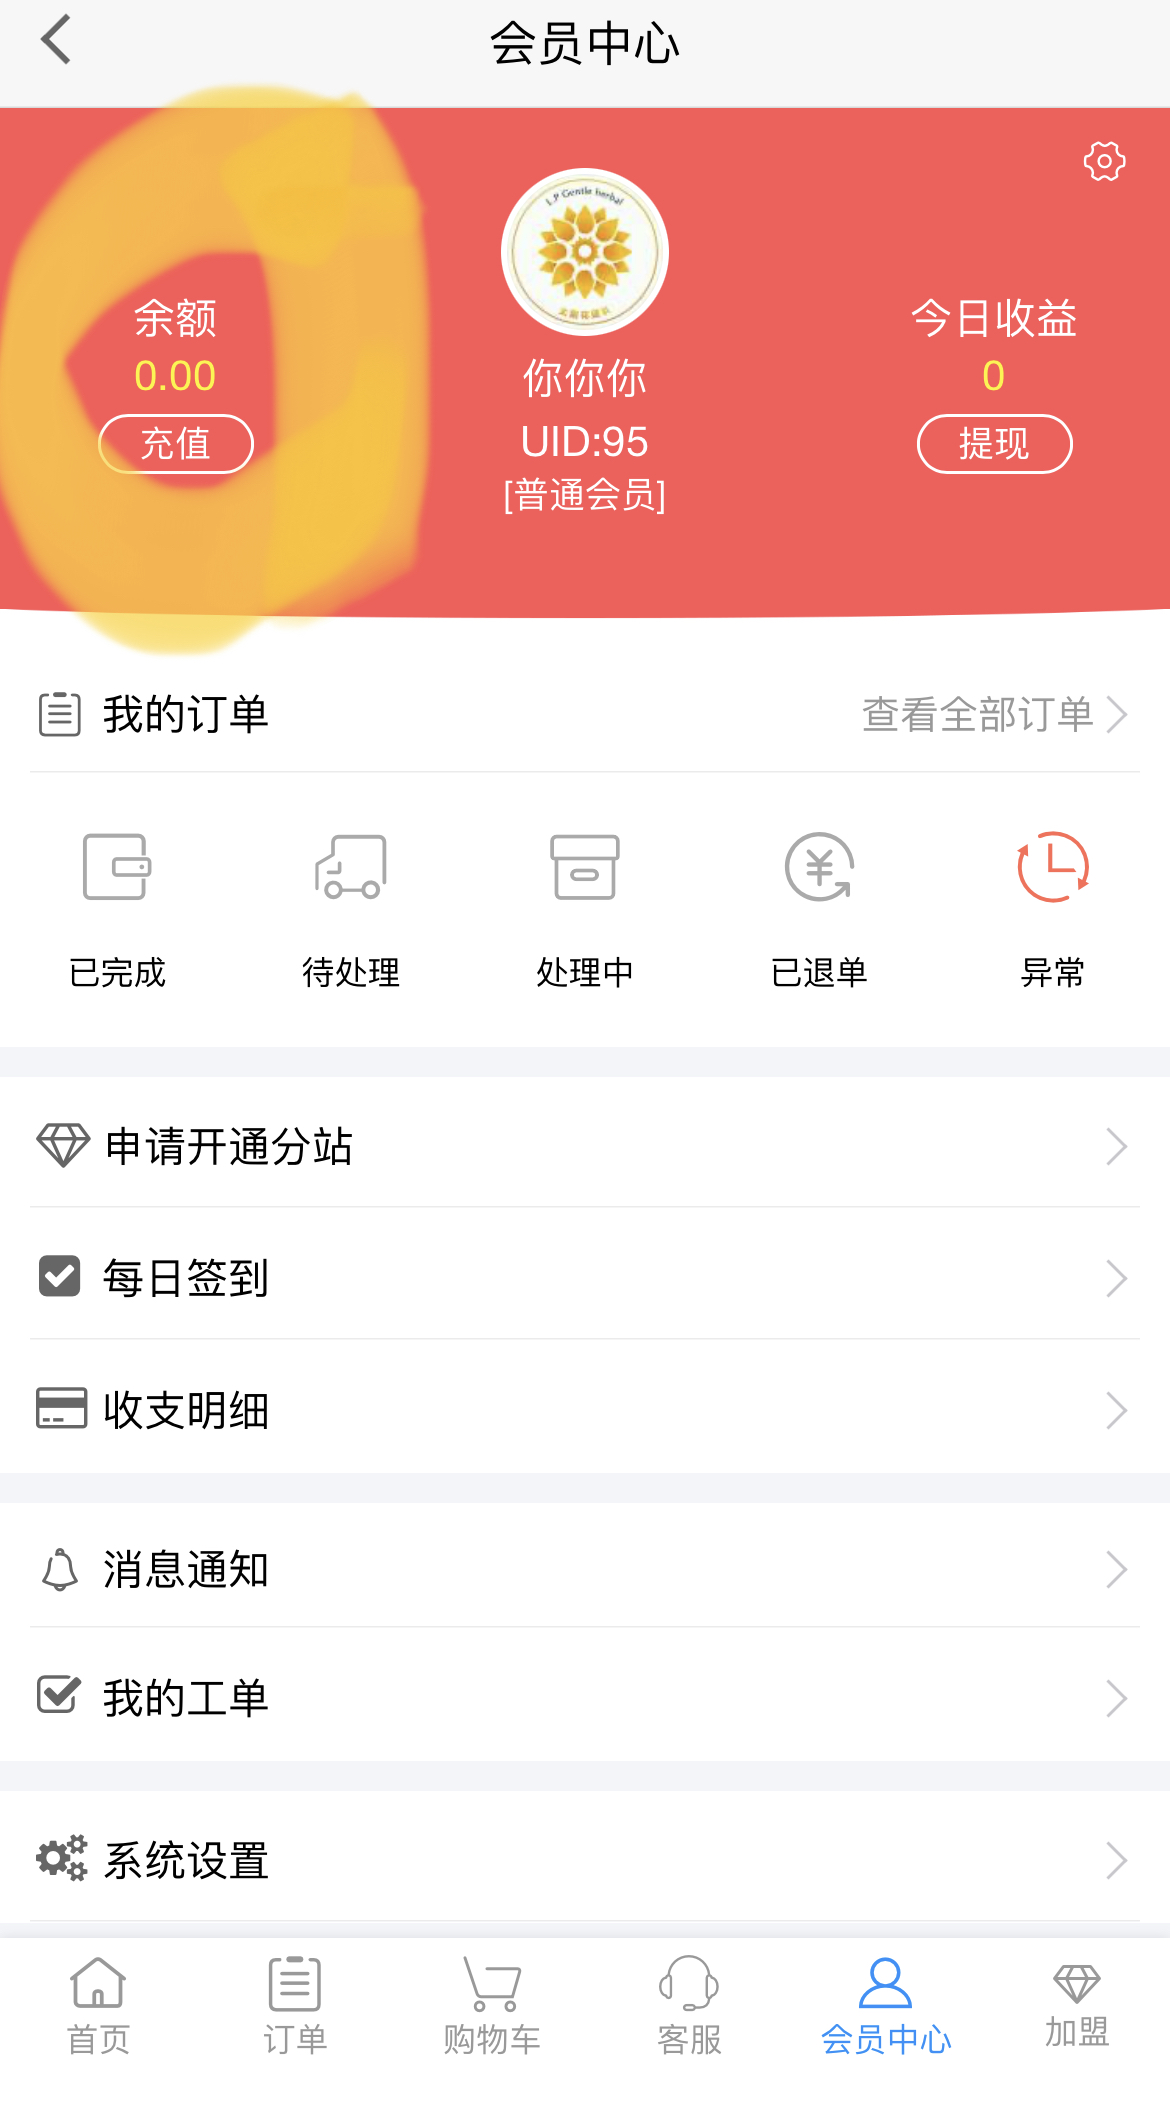 会员中心
L.P Gentle herbal
余额
0.00
充值
你你你
UID:95
[普通会员]
今日收益
0
提现
我的订单
查看全部订单
已完成
待处理
处理中
已退单
异常
申请开通分站
每日签到
收支明细
消息通知
我的工单
系统设置
首页
订单
购物车
客服
会员中心
加盟